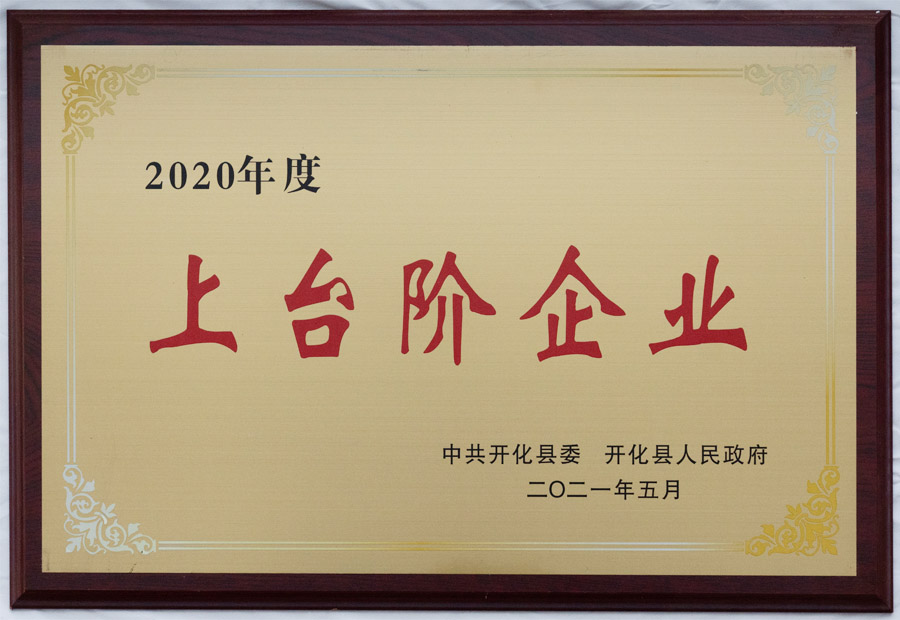 2020年度
上台阶企业
中共开化县委 开化县人民政府
二〇二一年五月